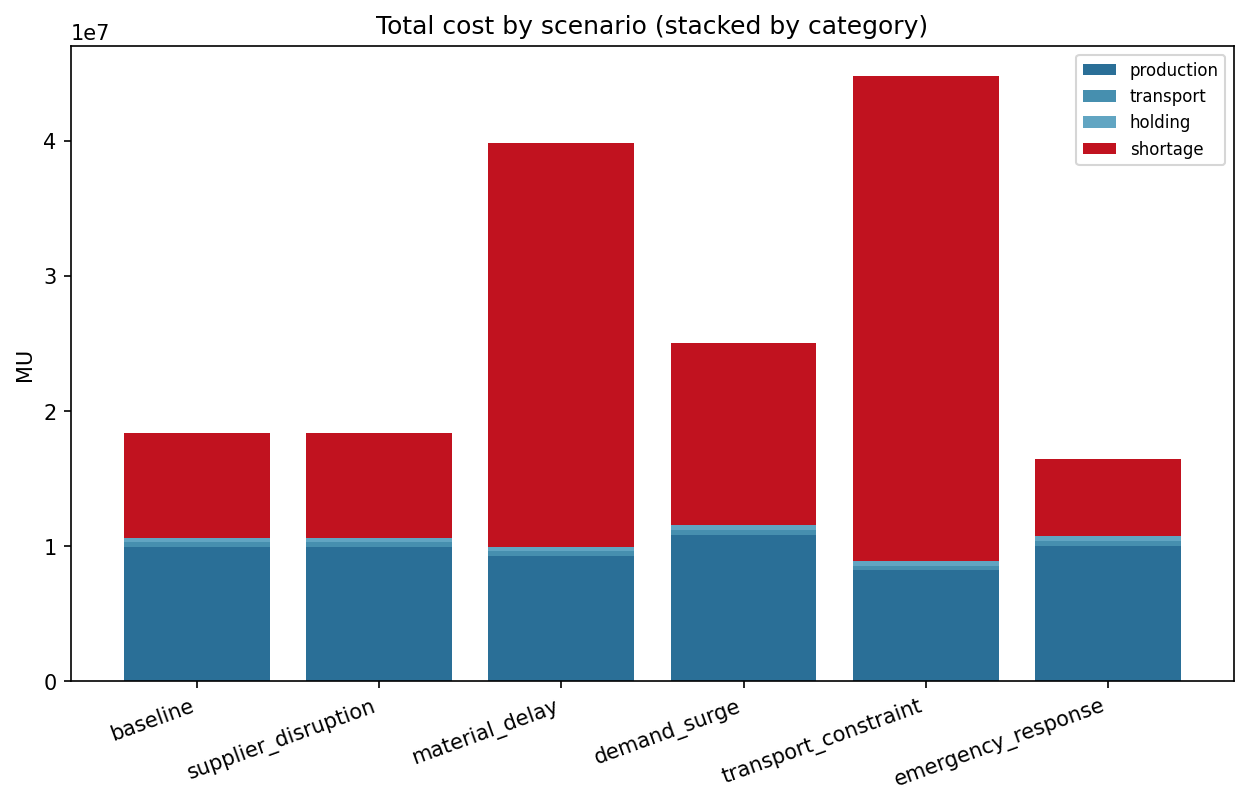 Total cost by scenario (stacked by category)
1e7
production
transport
holding
shortage
MU
4
3
2
1
0
baseline
supplier_disruption
material_delay
demand_surge
transport_constraint
emergency_response